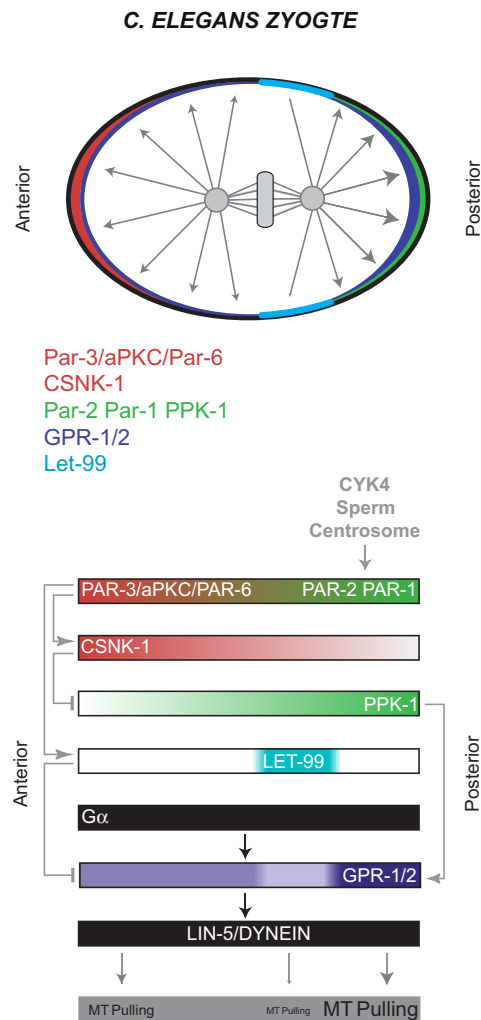 C. ELEGANS ZYOGTE
Anterior
Posterior
Par-3/aPKC/Par-6
CSNK-1
Par-2 Par-1 PPK-1
GPR-1/2
Let-99
CYK4
Sperm
Centrosome
PAR-3/aPKC/PAR-6 PAR-2 PAR-1
CSNK-1
PPK-1
LET-99
Anterior
Posterior
Gα
GPR-1/2
LIN-5/DYNEIN
MT Pulling MT Pulling MT Pulling